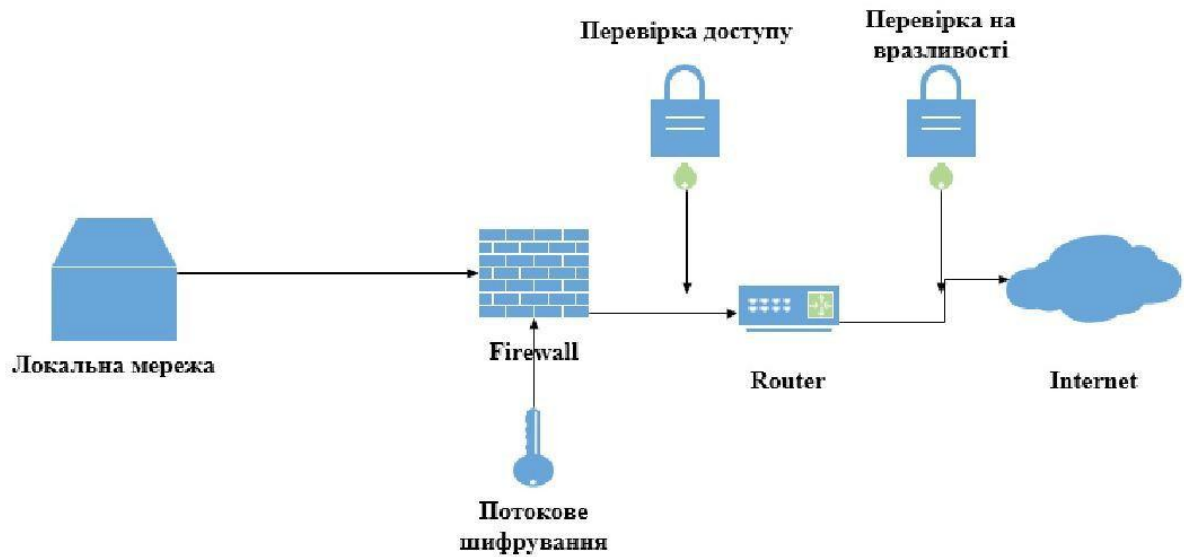 Перевірка доступу
Перевірка на
вразливості
Локальна мережа
Firewall
Router
Internet
Потокове
шифрування